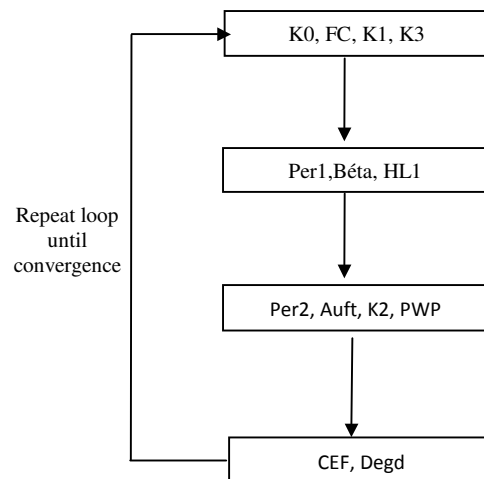 K0, FC, K1, K3
Per1,Béta, HL1
Repeat loop
until
convergence
Per2, Auft, K2, PWP
CEF, Degd